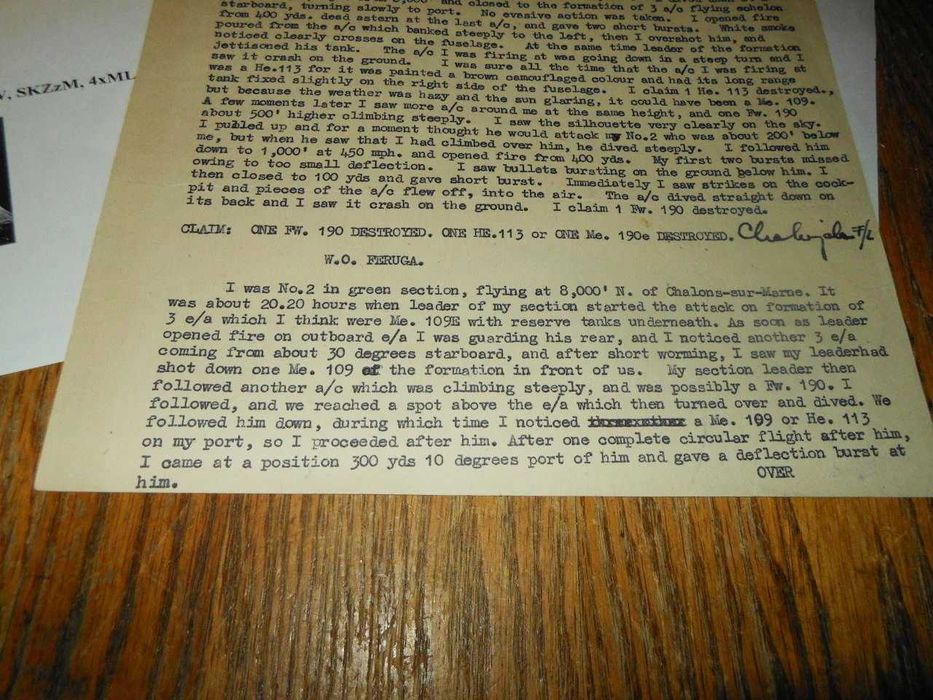 V, SKZzM, 4xML
and closed to the formation of 3 a/c flying echelon
starboard, turning slowly to port. No evasive action was taken. I opened fire
from 400 yds. dead astern at the last a/c, and gave two short bursts. White smoke
poured from the a/c which banked steeply to the left, then I overshot him, and
noticed clearly crosses on the fuselage. At the same time leader of the formation
jettisoned his tank. The a/c I was firing at was going down in a steep turn and I
saw it crash on the ground. I was sure all the time that the a/c I was firing at
was a He.113 for it was painted a brown camouflaged colour and had its long range
tank fixed slightly on the right side of the fuselage. I claim 1 He. 113 destroyed.,
but because the weather was hazy and the sun glaring, it could have been a Me. 109.
A few moments later I saw more a/c around me at the same height, and one Fw. 190
about 500' higher climbing steeply. I saw the silhouette very clearly on the sky.
I pulled up and for a moment thought he would attack my No.2 who was about 200' below
me, but when he saw that I had climbed over him, he dived steeply. I followed him
down to 1,000' at 450 mph. and opened fire from 400 yds. My first two bursts missed
owing to too small deflection. I saw bullets bursting on the ground below him. I
then closed to 100 yds and gave short burst. Immediately I saw strikes on the cock-
pit and pieces of the a/c flew off, into the air. The a/c dived straight down on
its back and I saw it crash on the ground. I claim 1 Fw. 190 destroyed.
CLAIM: ONE FW. 190 DESTROYED. ONE HE.113 or ONE Me. 190e DESTROYED. F/L
W.O. FERUGA.
I was No.2 in green section, flying at 8,000' N. of Chalons-sur-Marne. It
was about 20.20 hours when leader of my section started the attack on formation of
3 e/a which I think were Me. 109E with reserve tanks underneath. As soon as leader
opened fire on outboard e/a I was guarding his rear, and I noticed another 3 e/a
coming from about 30 degrees starboard, and after short worming, I saw my leaderhad
shot down one Me. 109 of the formation in front of us. My section leader then
followed another a/c which was climbing steeply, and was possibly a Fw. 190. I
followed, and we reached a spot above the e/a which then turned over and dived. We
followed him down, during which time I noticed a Me. 109 or He. 113
on my port, so I proceeded after him. After one complete circular flight after him,
I came at a position 300 yds 10 degrees port of him and gave a deflection burst at
him.
OVER